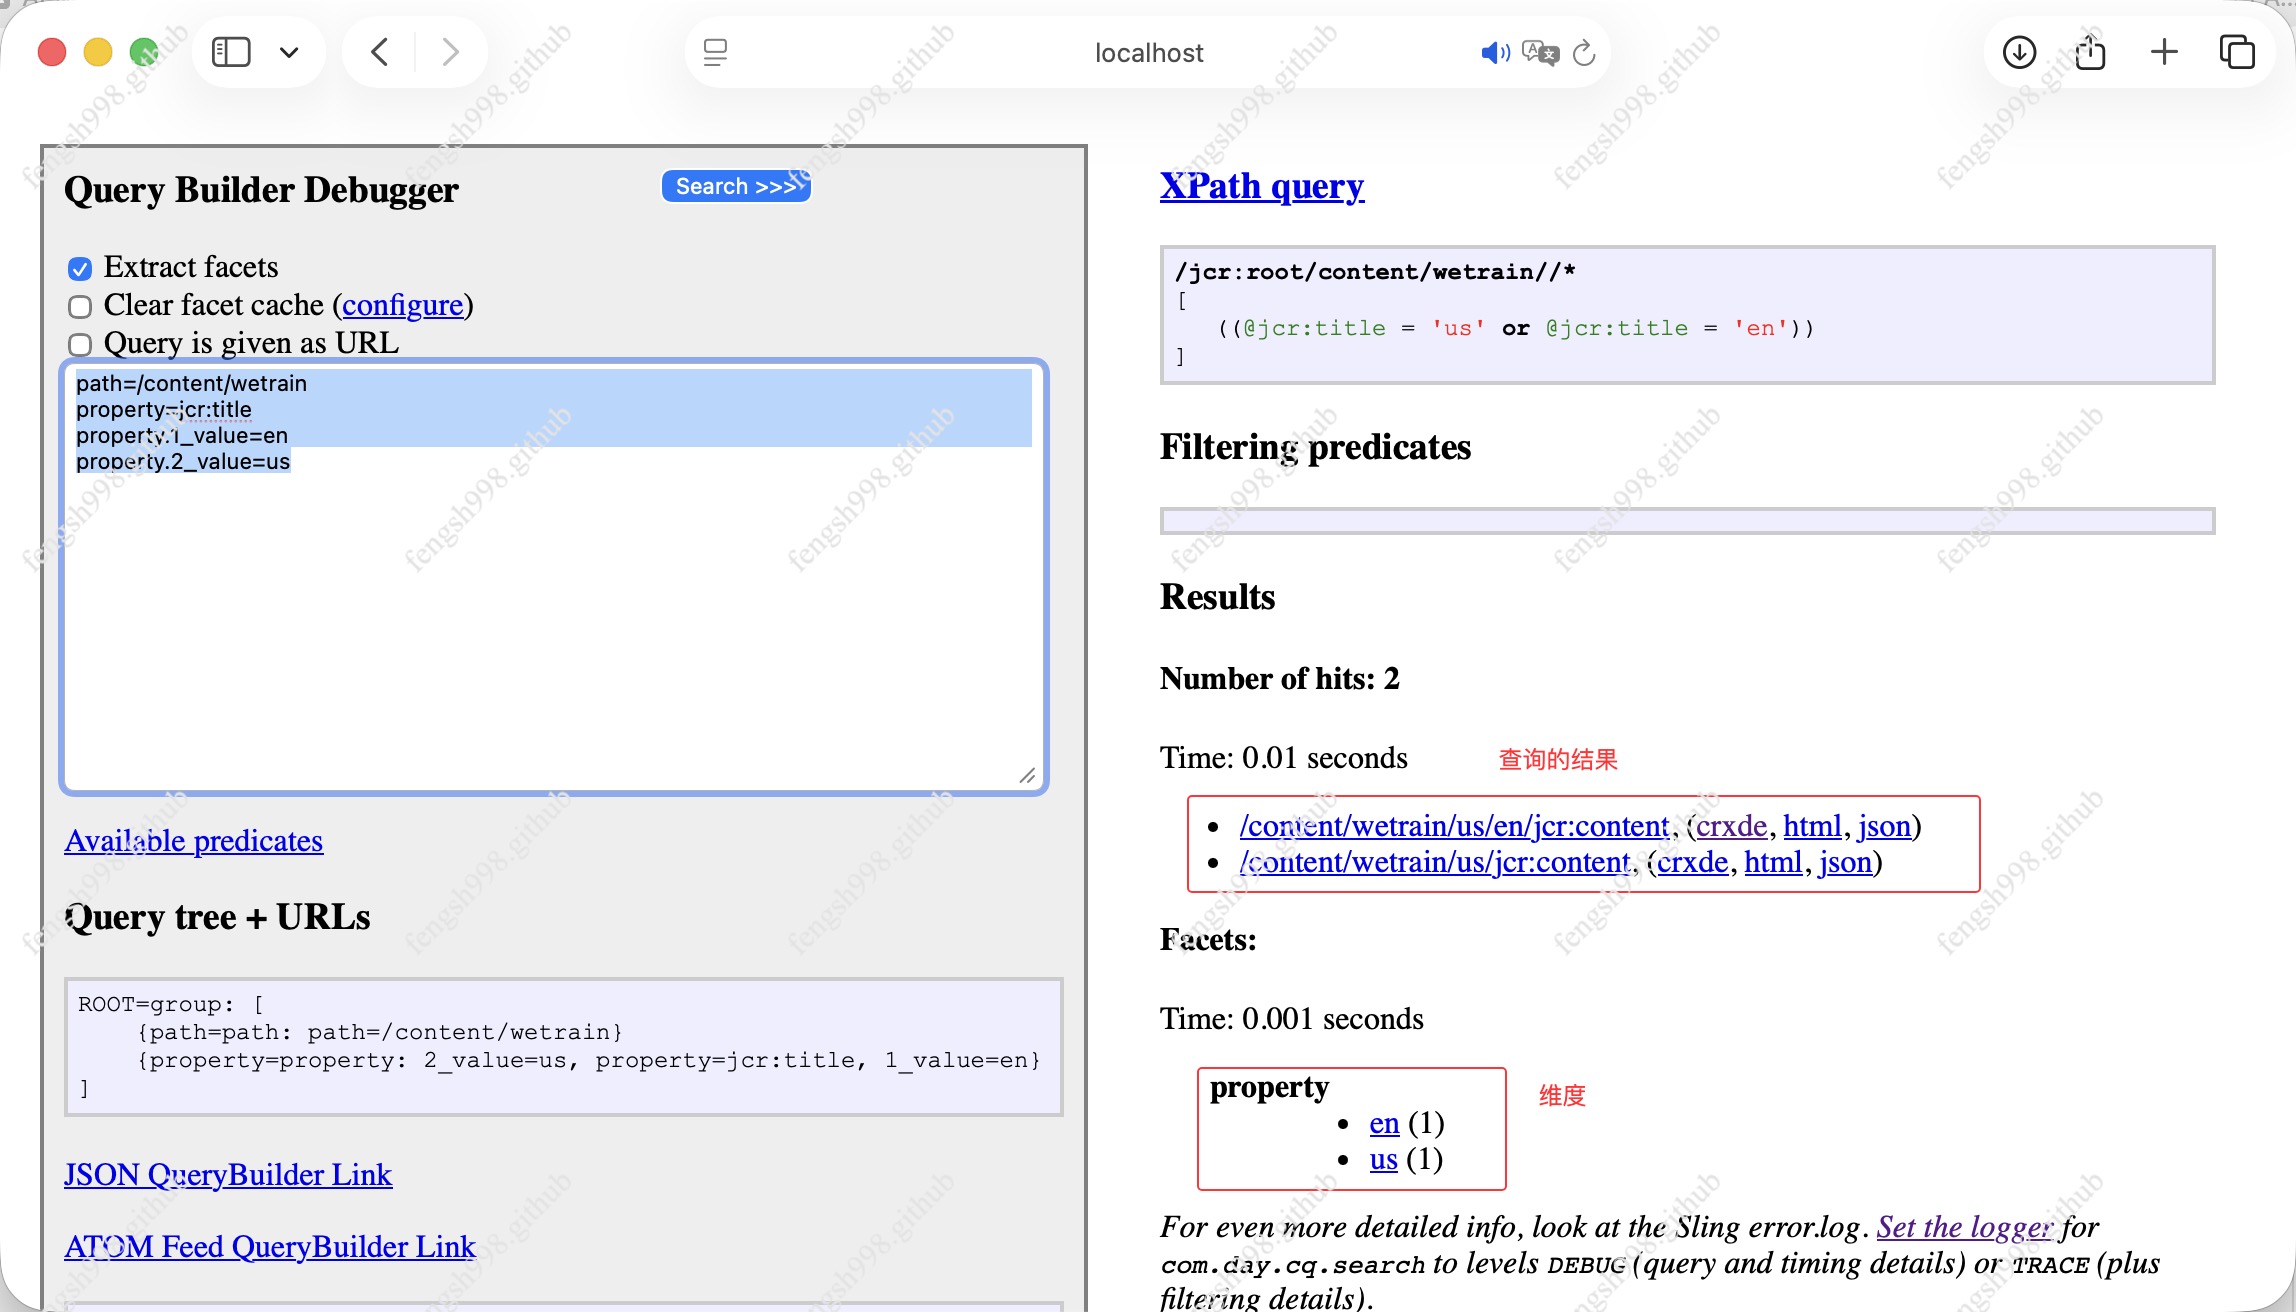 localhost
Query Builder Debugger
Search >>>
Extract facets
Clear facet cache (configure)
Query is given as URL
path=/content/wetrain
property=jcr:title
property.1_value=en
property.2_value=us
Available predicates
Query tree + URLs
ROOT=group: [
    {path=path: path=/content/wetrain}
    {property=property: 2_value=us, property=jcr:title, 1_value=en}
]
JSON QueryBuilder Link
ATOM Feed QueryBuilder Link
XPath query
/jcr:root/content/wetrain//*
[
   ((@jcr:title = 'us' or @jcr:title = 'en'))
]
Filtering predicates
Results
Number of hits: 2
Time: 0.01 seconds
查询的结果
/content/wetrain/us/en/jcr:content, (crxde, html, json)
/content/wetrain/us/jcr:content, (crxde, html, json)
Facets:
Time: 0.001 seconds
property
维度
en (1)
us (1)
For even more detailed info, look at the Sling error.log. Set the logger for
com.day.cq.search to levels DEBUG (query and timing details) or TRACE (plus
filtering details).
fengsh998.github